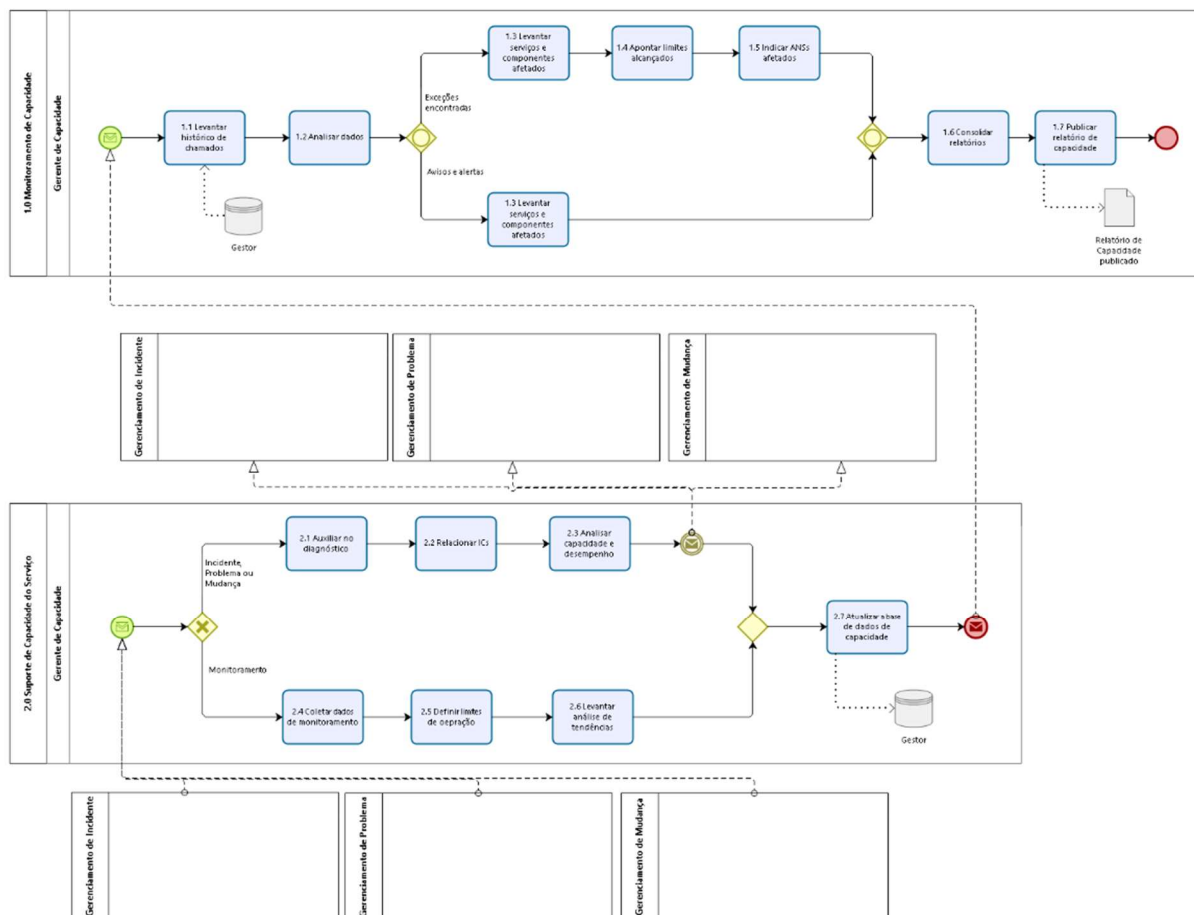 1.0 Monitoramento de Capacidade
Gerente de Capacidade
1.1 Levantar
histórico de
chamados
Gestor
1.2 Analisar dados
Exceções
encontradas
Avisos e alertas
1.3 Levantar
serviços e
componentes
afetados
1.4 Apontar limites
alcançados
1.5 Indicar ANSs
afetados
1.3 Levantar
serviços e
componentes
afetados
1.6 Consolidar
relatórios
1.7 Publicar
relatório de
capacidade
Relatório de
Capacidade
publicado
Gerenciamento de Incidente
Gerenciamento de Problema
Gerenciamento de Mudança
2.0 Suporte de Capacidade do Serviço
Gerente de Capacidade
Incidente,
Problema ou
Mudança
Monitoramento
2.1 Auxiliar no
diagnóstico
2.2 Relacionar ICs
2.3 Analisar
capacidade e
desempenho
2.4 Coletar dados
de monitoramento
2.5 Definir limites
de oepração
2.6 Levantar
análise de
tendências
2.7 Atualizar a base
de dados de
capacidade
Gestor
Gerenciamento de Incidente
Gerenciamento de Problema
Gerenciamento de Mudança